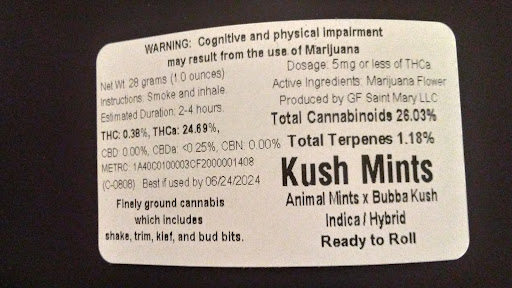 WARNING: Cognitive and physical impairment
may result from the use of Marijuana
Net Wt. 28 grams (1.0 ounces)
Instructions: Smoke and inhale.
Estimated Duration: 2-4 hours.
THC: 0.38%, THCa: 24.69%,
CBD: 0.00%, CBDa: <0.25%, CBN: 0.00%
METRC: 1A40C0100003CF2000001408
(C-0808) Best if used by 06/24/2024
Finely ground cannabis
which includes
shake, trim, kief, and bud bits.
Dosage: 5mg or less of THCa
Active Ingredients: Marijuana Flower
Produced by GF Saint Mary LLC
Total Cannabinoids 26.03%
Total Terpenes 1.18%
Kush Mints
Animal Mints x Bubba Kush
Indica / Hybrid
Ready to Roll